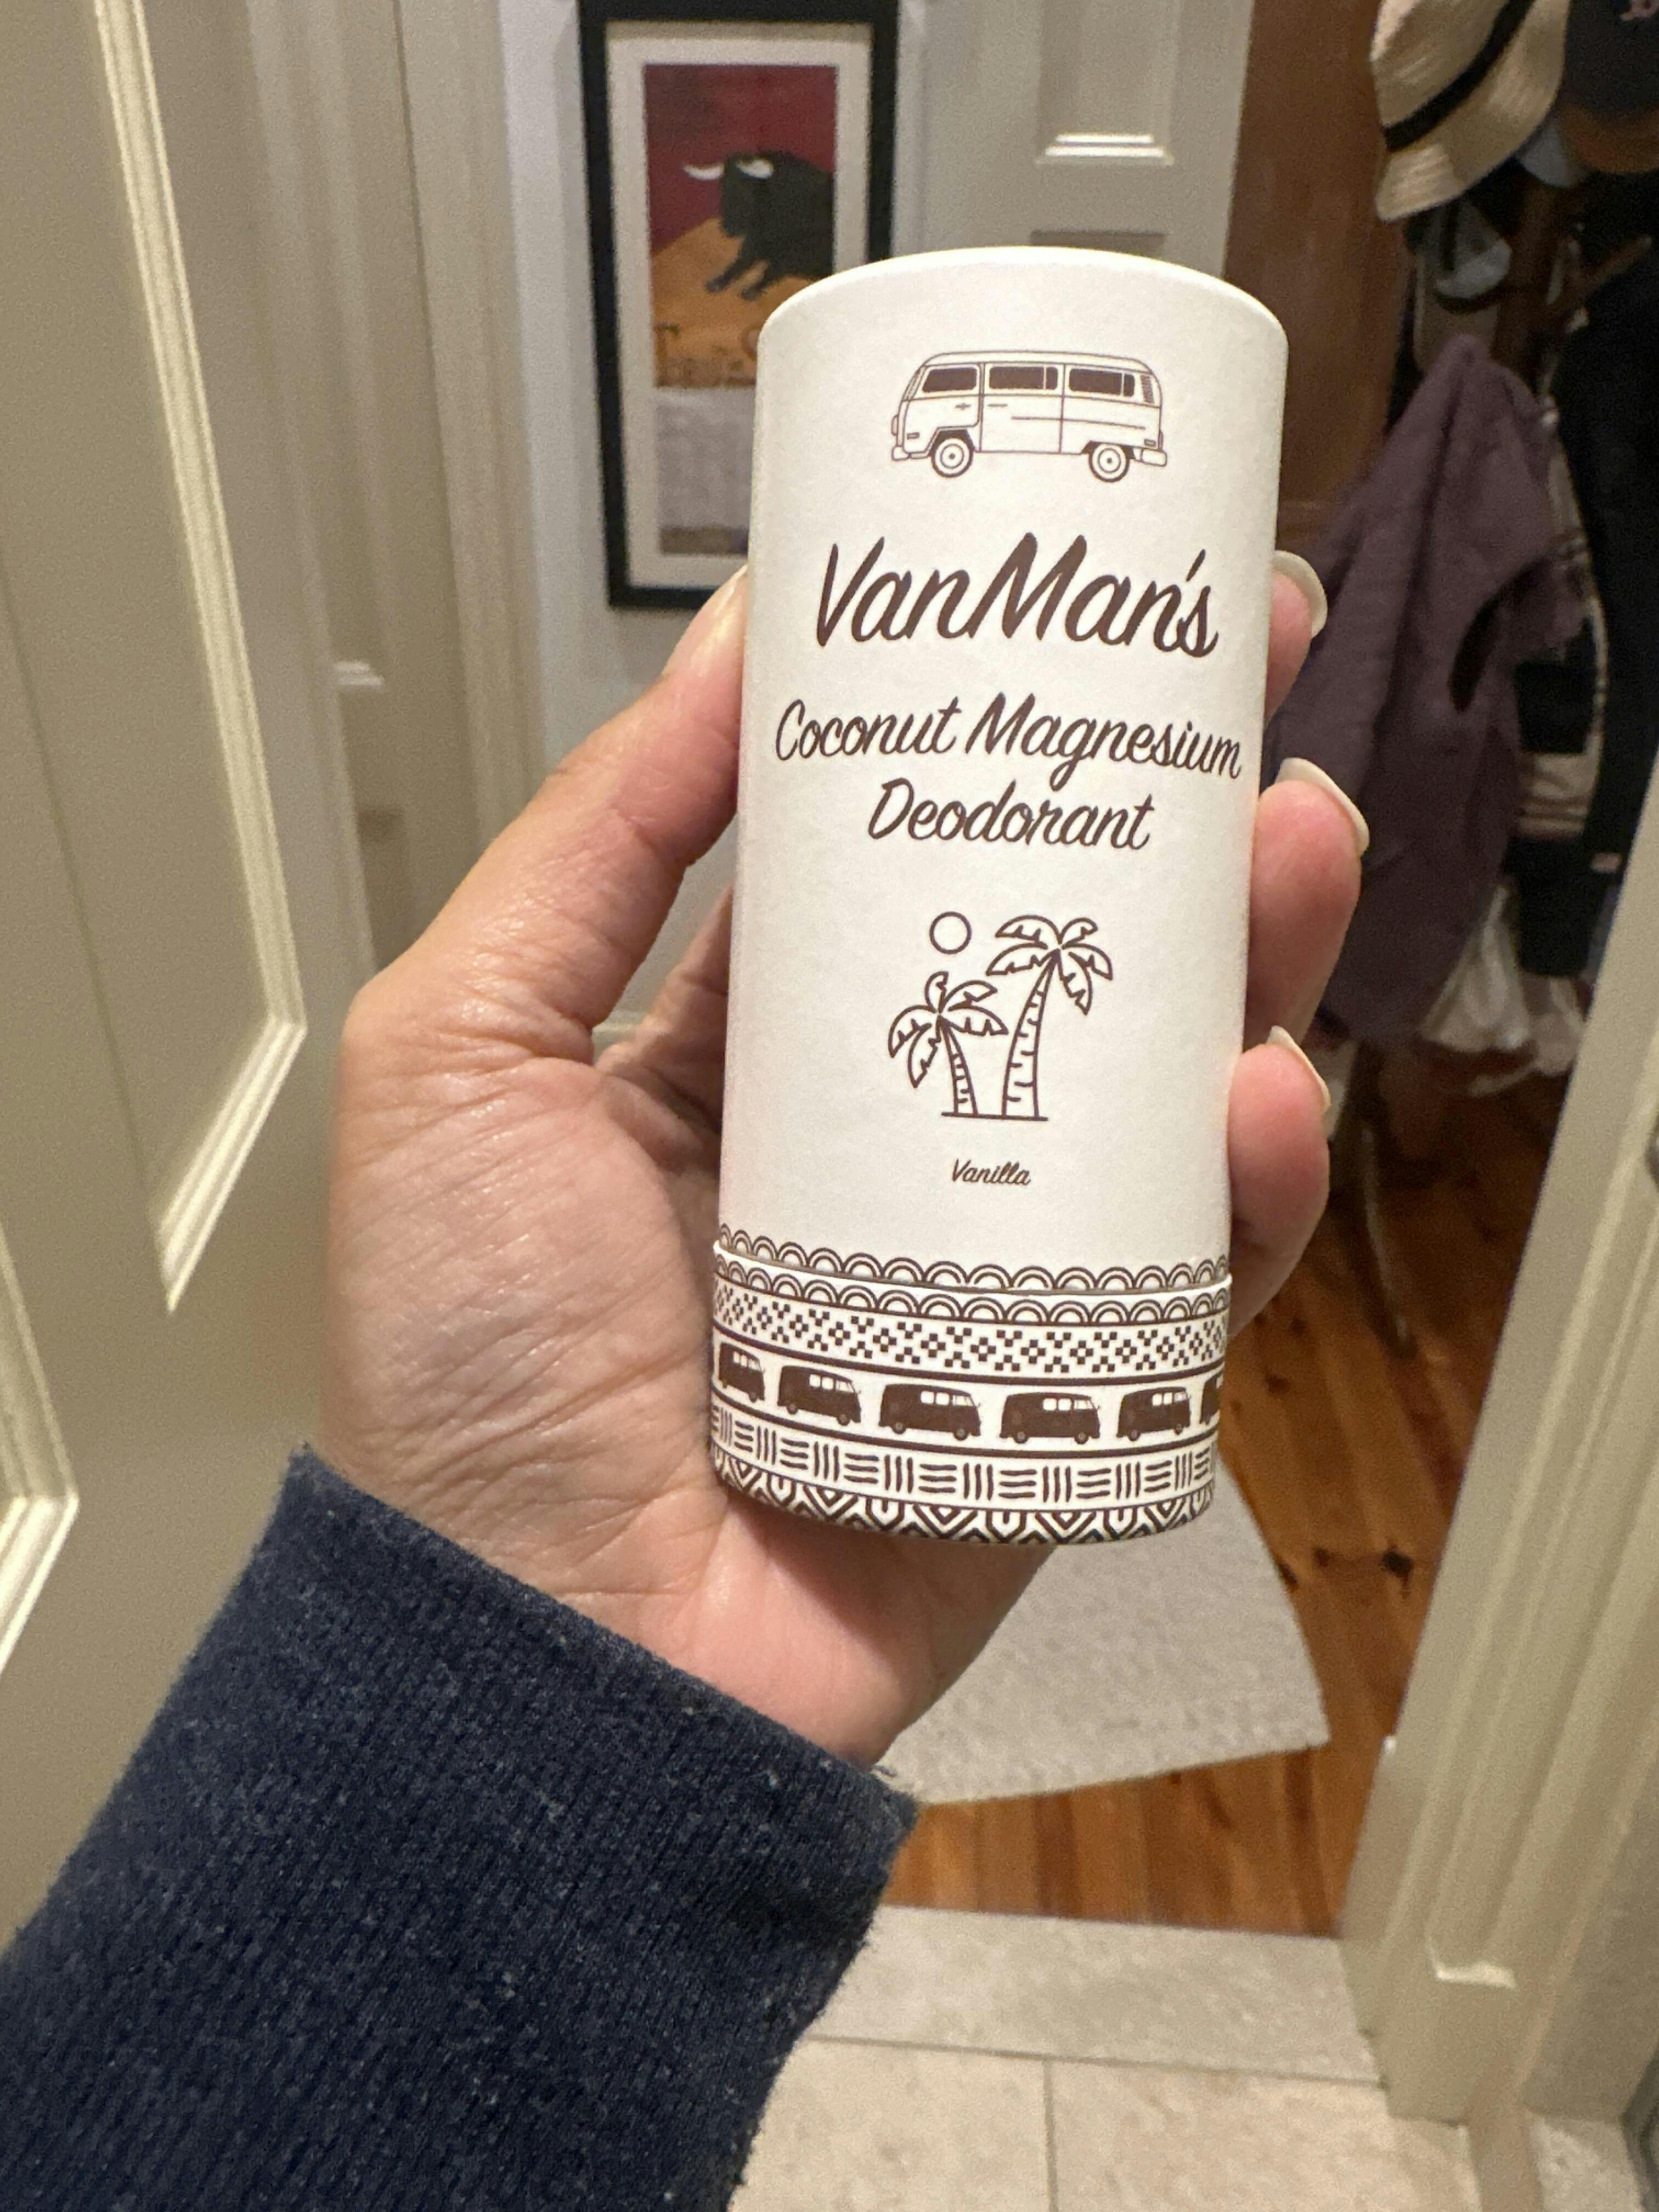 VanMan's
Coconut Magnesium
Deodorant
Vanilla